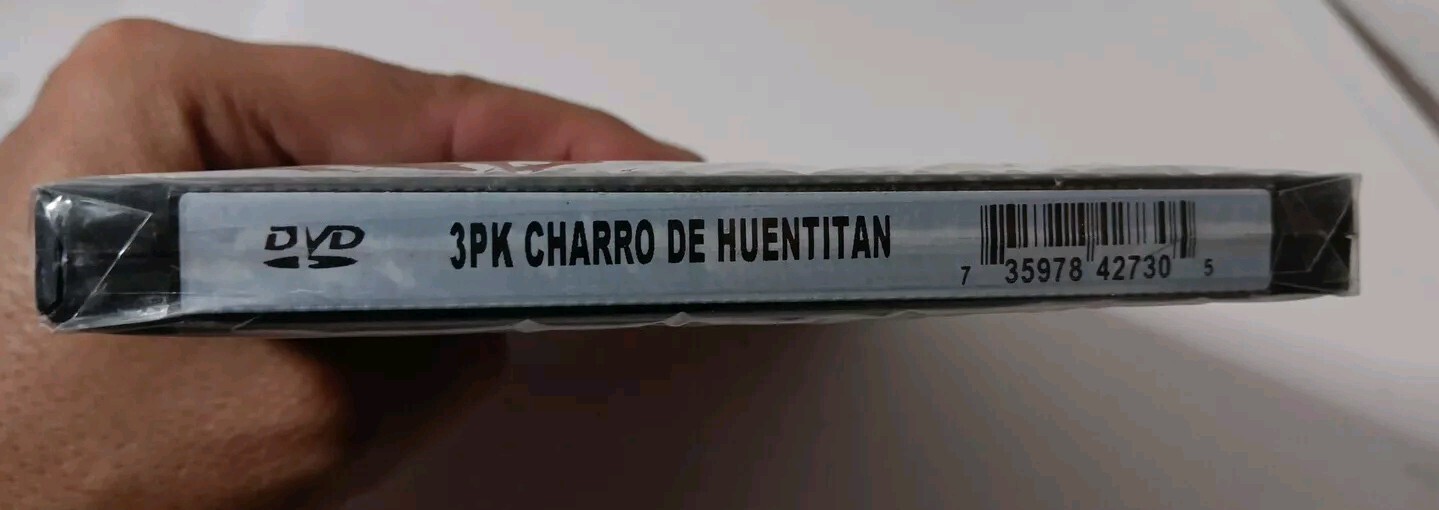 DVD 3PK CHARRO DE HUENTITAN
7 35978 42730 5